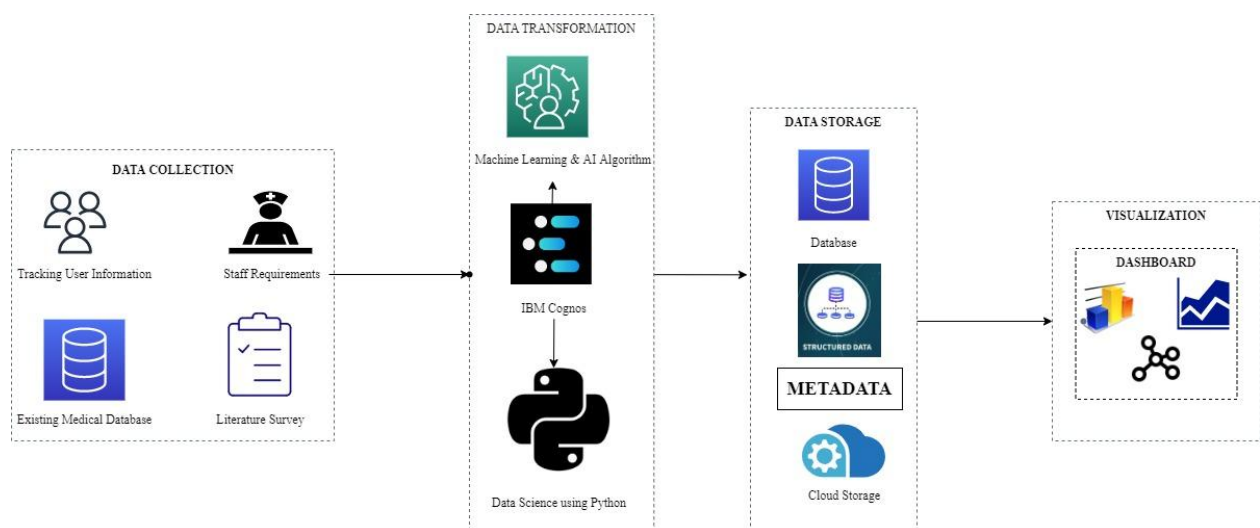 DATA COLLECTION
Tracking User Information
Staff Requirements
Existing Medical Database
Literature Survey
DATA TRANSFORMATION
Machine Learning & AI Algorithm
IBM Cognos
Data Science using Python
DATA STORAGE
Database
STRUCTURED DATA
METADATA
Cloud Storage
VISUALIZATION
DASHBOARD